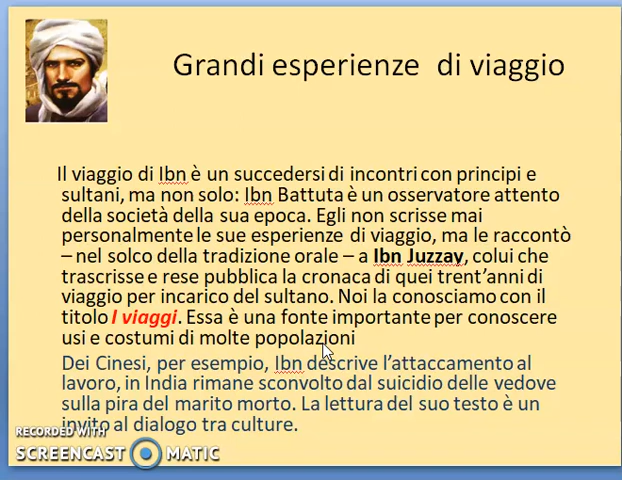 Grandi esperienze di viaggio
Il viaggio di Ibn è un succedersi di incontri con principi e
sultani, ma non solo: Ibn Battuta è un osservatore attento
della società della sua epoca. Egli non scrisse mai
personalmente le sue esperienze di viaggio, ma le raccontò
– nel solco della tradizione orale – a Ibn Juzzay, colui che
trascrisse e rese pubblica la cronaca di quei trent’anni di
viaggio per incarico del sultano. Noi la conosciamo con il
titolo I viaggi. Essa è una fonte importante per conoscere
usi e costumi di molte popolazioni
Dei Cinesi, per esempio, Ibn descrive l’attaccamento al
lavoro, in India rimane sconvolto dal suicidio delle vedove
sulla pira del marito morto. La lettura del suo testo è un
invito al dialogo tra culture.
RECORDED WITH
SCREENCAST MATIC